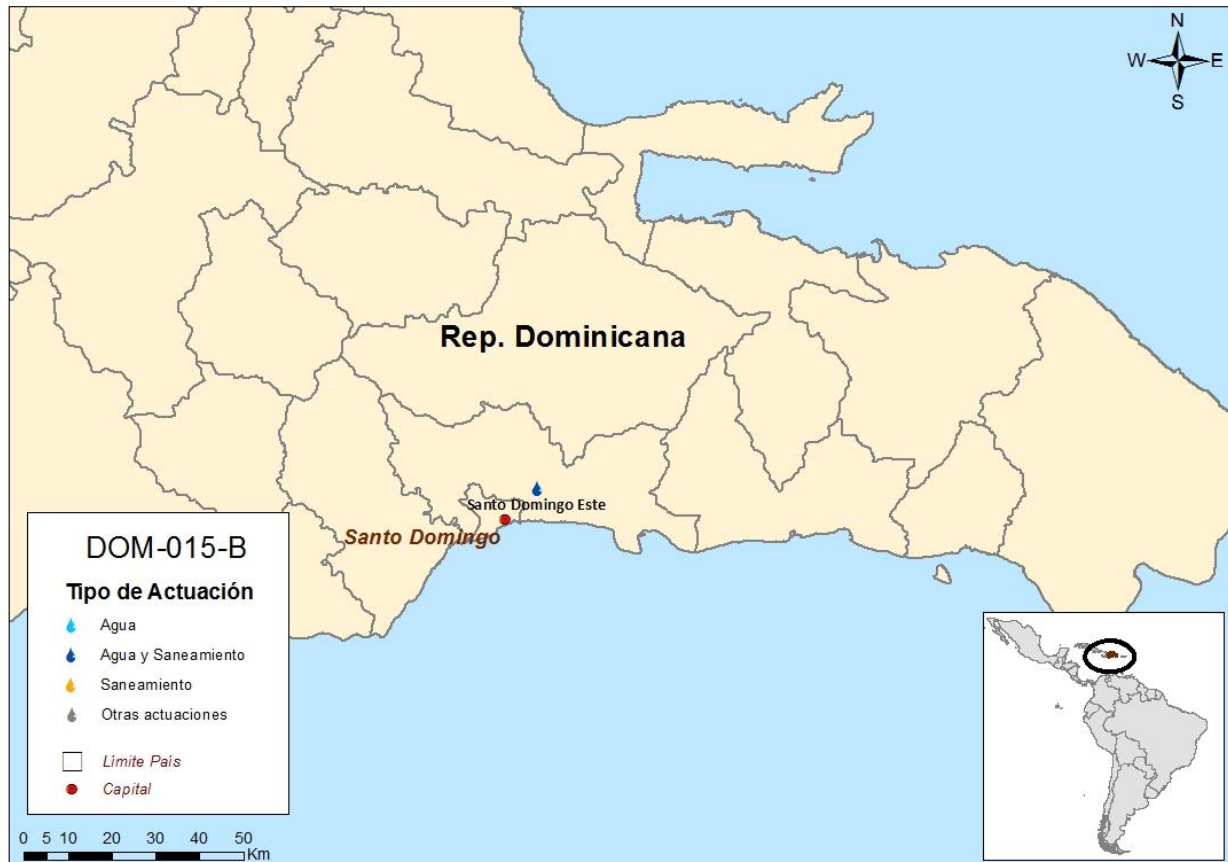 N
W E
S
Rep. Dominicana
Santo Domingo Este
Santo Domingo
DOM-015-B
Tipo de Actuación
Agua
Agua y Saneamiento
Saneamiento
Otras actuaciones
Límite País
Capital
0 5 10 20 30 40 50
Km